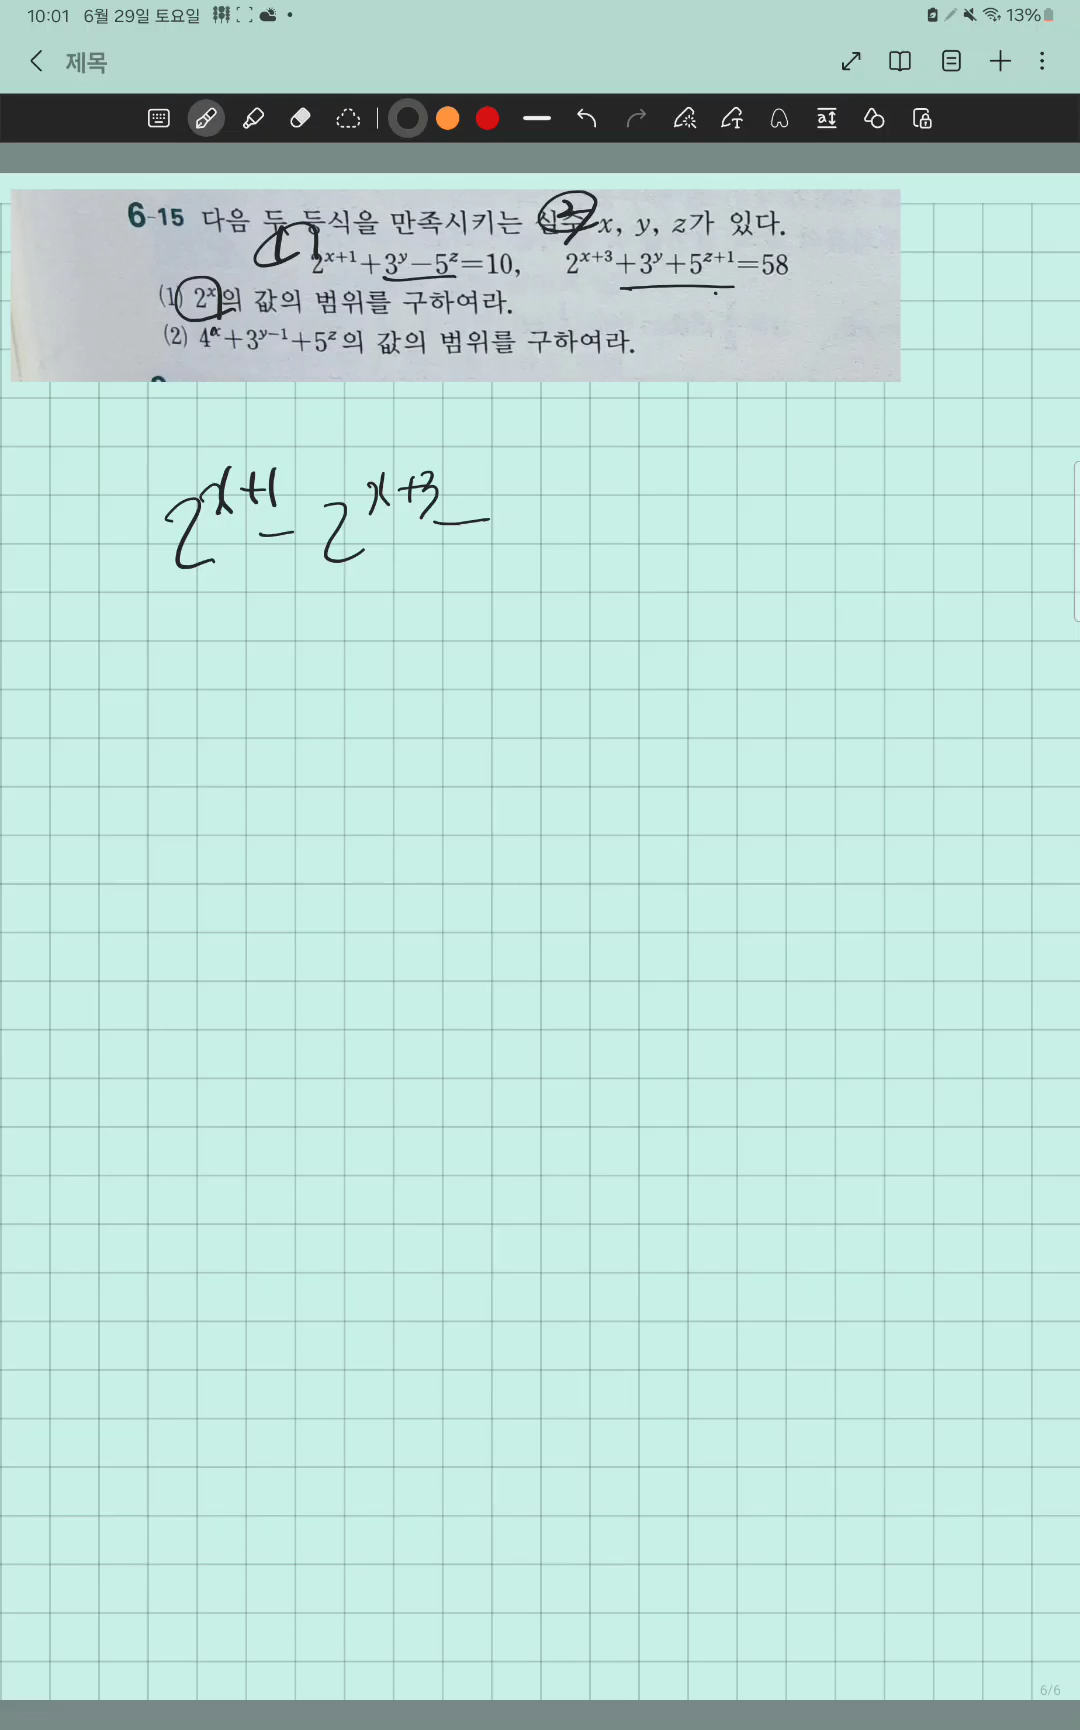 10:01 6월 29일 토요일
13%
제목
6-15 다음 두 등식을 만족시키는 실수 x, y, z가 있다.
① 2^{x+1}+3^y-5^z=10, ② 2^{x+3}+3^y+5^{z+1}=58
(1) 2^x의 값의 범위를 구하여라.
(2) 4^x+3^{y-1}+5^z의 값의 범위를 구하여라.
2^{x+1} - 2^{x+3} -
6/6